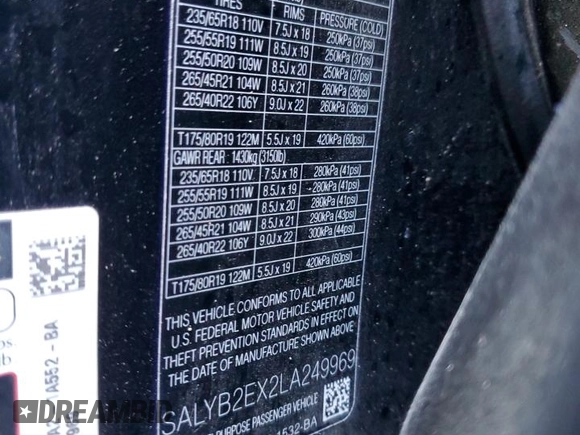 TIRES RIMS PRESSURE (COLD)
235/65R18 110V 7.5J x 18 250kPa (37psi)
255/55R19 111W 8.5J x 19 250kPa (37psi)
255/50R20 109W 8.5J x 20 250kPa (37psi)
265/45R21 104W 8.5J x 21 260kPa (38psi)
265/40R22 106Y 9.0J x 22 260kPa (38psi)
T175/80R19 122M 5.5J x 19 420kPa (60psi)
GAWR REAR : 1430kg (3150lb)
235/65R18 110V 7.5J x 18 280kPa (41psi)
255/55R19 111W 8.5J x 19 280kPa (41psi)
255/50R20 109W 8.5J x 20 280kPa (41psi)
265/45R21 104W 8.5J x 21 290kPa (43psi)
265/40R22 106Y 9.0J x 22 300kPa (44psi)
T175/80R19 122M 5.5J x 19 420kPa (60psi)
THIS VEHICLE CONFORMS TO ALL APPLICABLE
U.S. FEDERAL MOTOR VEHICLE SAFETY AND
THEFT PREVENTION STANDARDS IN EFFECT ON
THE DATE OF MANUFACTURE SHOWN ABOVE
SALYB2EX2LA249969
PURPOSE PASSENGER VEHICLE
1532-BA
A552 - BA
DREAMBID
.com